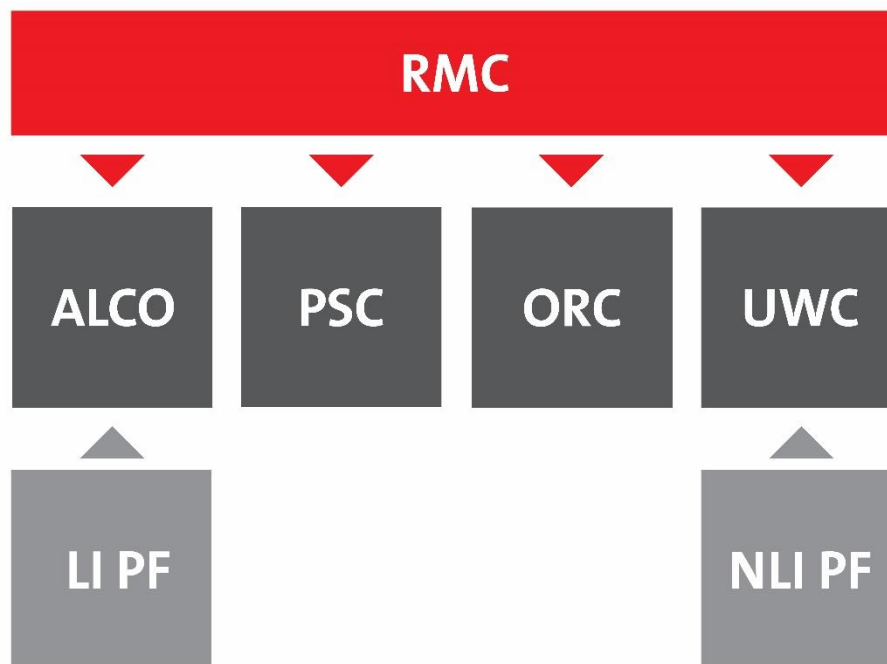 RMC
ALCO
PSC
ORC
UWC
LI PF
NLI PF